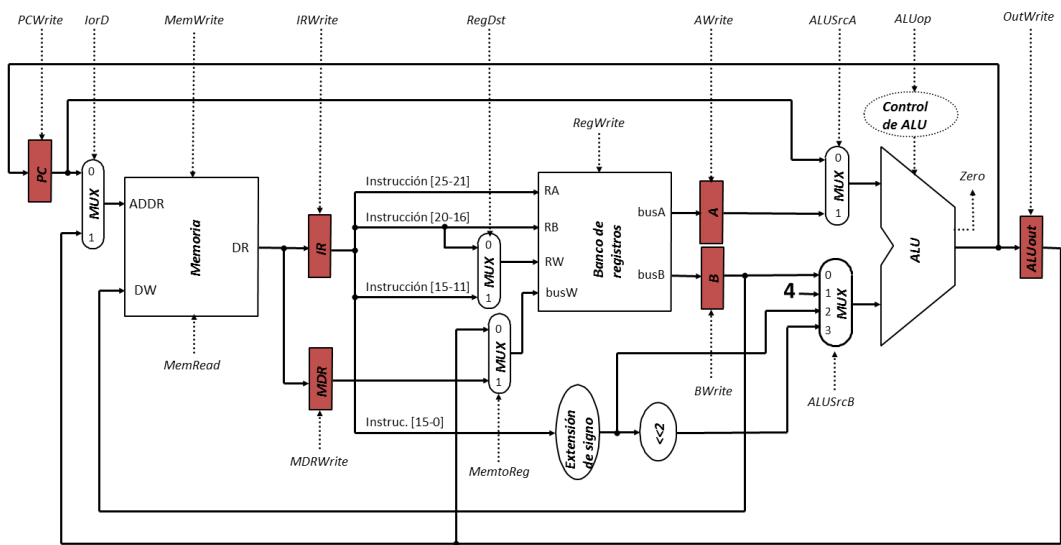 PCWrite
IorD
MemWrite
IRWrite
RegDst
AWrite
ALUSrcA
ALUop
OutWrite
Control
de ALU
RegWrite
PC
0
MUX
1
ADDR
Memoria
DR
DW
MemRead
IR
MDR
MDRWrite
Instrucción [25-21]
Instrucción [20-16]
0
MUX
1
Instrucción [15-11]
0
MUX
1
MemtoReg
Instruc. [15-0]
RA
RB
RW
busW
Banco de
registros
busA
busB
A
B
BWrite
Extensión
de signo
<<2
0
MUX
1
4
0
1
2
3
MUX
ALUSrcB
ALU
Zero
ALUout